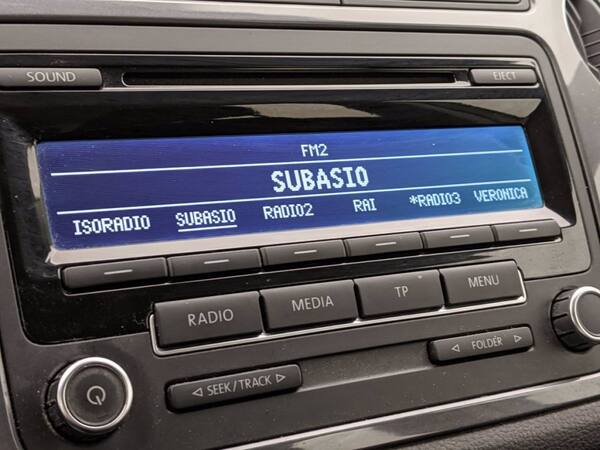 SOUND EJECT
FM2
SUBASIO
ISORADIO SUBASIO RADIO2 RAI *RADIO3 VERONICA
RADIO MEDIA TP MENU
◁ SEEK/TRACK ▷ ◁ FOLDER ▷